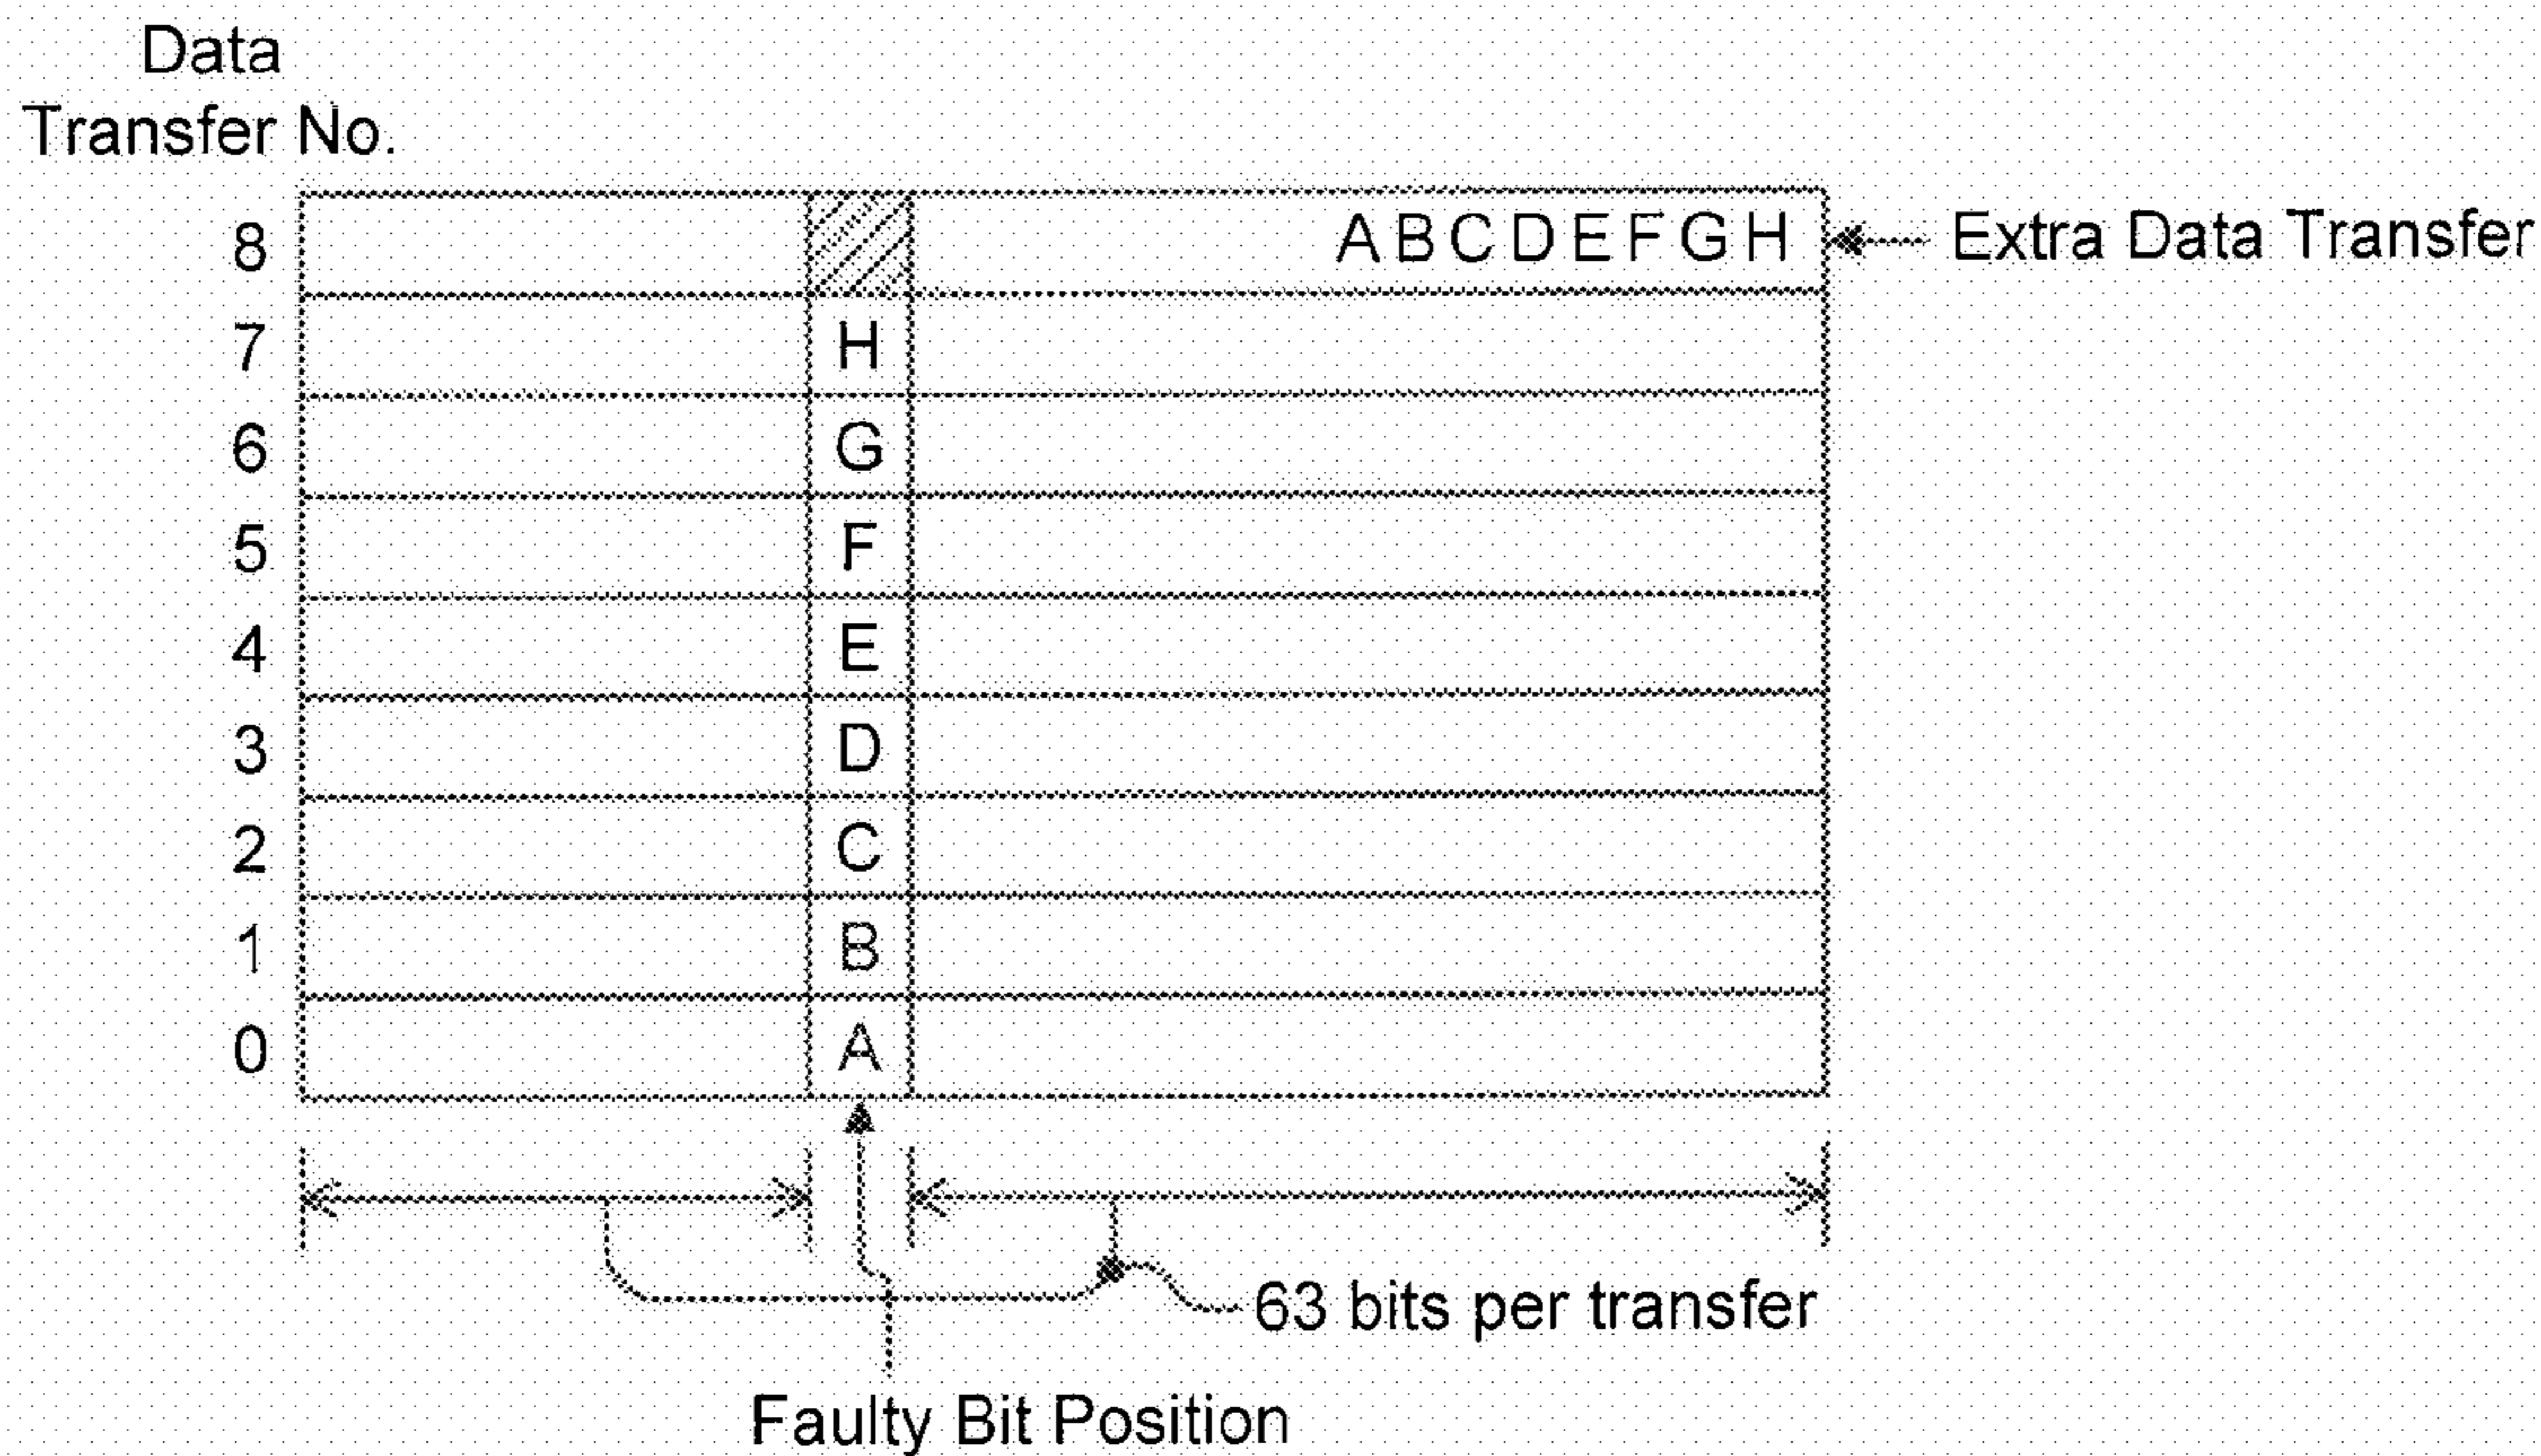 Data
Transfer No.
8 A B C D E F G H Extra Data Transfer
7 H
6 G
5 F
4 E
3 D
2 C
1 B
0 A
63 bits per transfer
Faulty Bit Position